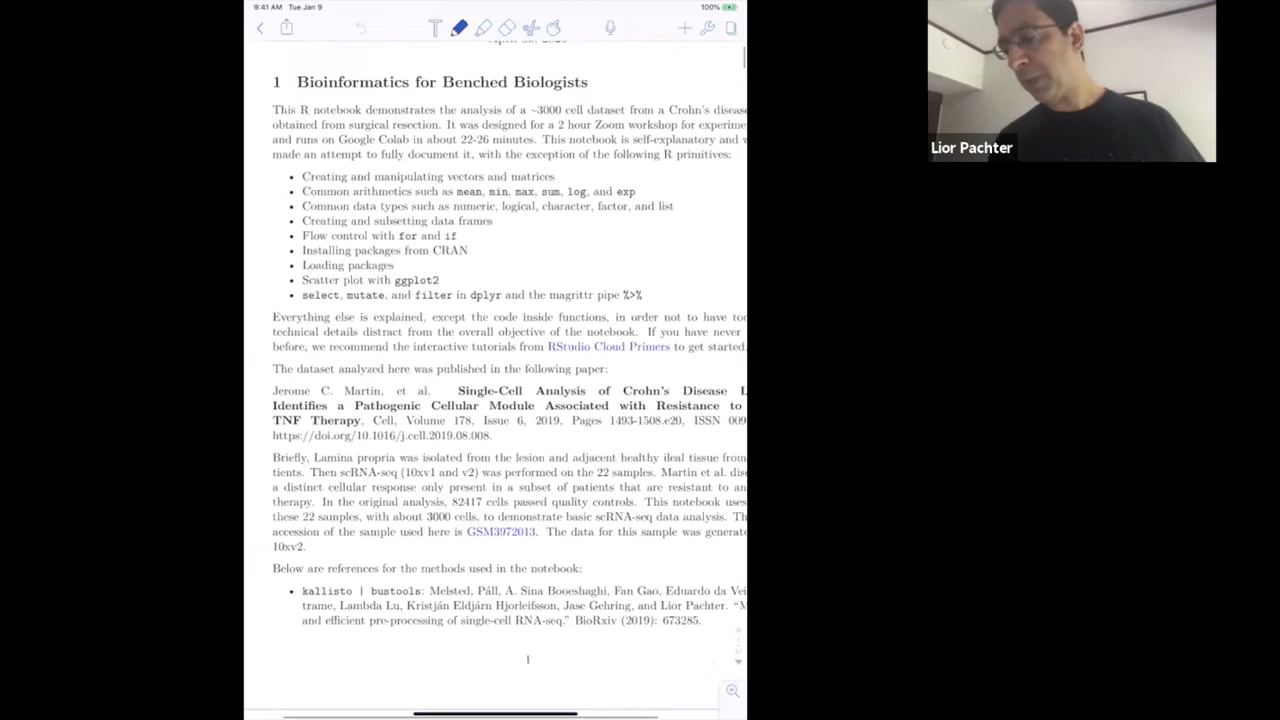 9:41 AM Tue Jan 9
100%
1 Bioinformatics for Benched Biologists
This R notebook demonstrates the analysis of a ~3000 cell dataset from a Crohn's disease
obtained from surgical resection. It was designed for a 2 hour Zoom workshop for experime
and runs on Google Colab in about 22-26 minutes. This notebook is self-explanatory and w
made an attempt to fully document it, with the exception of the following R primitives:
• Creating and manipulating vectors and matrices
• Common arithmetics such as mean, min, max, sum, log, and exp
• Common data types such as numeric, logical, character, factor, and list
• Creating and subsetting data frames
• Flow control with for and if
• Installing packages from CRAN
• Loading packages
• Scatter plot with ggplot2
• select, mutate, and filter in dplyr and the magrittr pipe %>%
Everything else is explained, except the code inside functions, in order not to have too
technical details distract from the overall objective of the notebook. If you have never
before, we recommend the interactive tutorials from RStudio Cloud Primers to get started.
The dataset analyzed here was published in the following paper:
Jerome C. Martin, et al. Single-Cell Analysis of Crohn's Disease L
Identifies a Pathogenic Cellular Module Associated with Resistance to
TNF Therapy, Cell, Volume 178, Issue 6, 2019, Pages 1493-1508.e20, ISSN 009
https://doi.org/10.1016/j.cell.2019.08.008.
Briefly, Lamina propria was isolated from the lesion and adjacent healthy ileal tissue from
tients. Then scRNA-seq (10xv1 and v2) was performed on the 22 samples. Martin et al. disc
a distinct cellular response only present in a subset of patients that are resistant to an
therapy. In the original analysis, 82417 cells passed quality controls. This notebook uses
these 22 samples, with about 3000 cells, to demonstrate basic scRNA-seq data analysis. Th
accession of the sample used here is GSM3972013. The data for this sample was generate
10xv2.
Below are references for the methods used in the notebook:
• kallisto | bustools: Melsted, Páll, A. Sina Booeshaghi, Fan Gao, Eduardo da Vei
trame, Lambda Lu, Kristján Eldjárn Hjorleifsson, Jase Gehring, and Lior Pachter. “M
and efficient pre-processing of single-cell RNA-seq.” BioRxiv (2019): 673285.
1
Lior Pachter